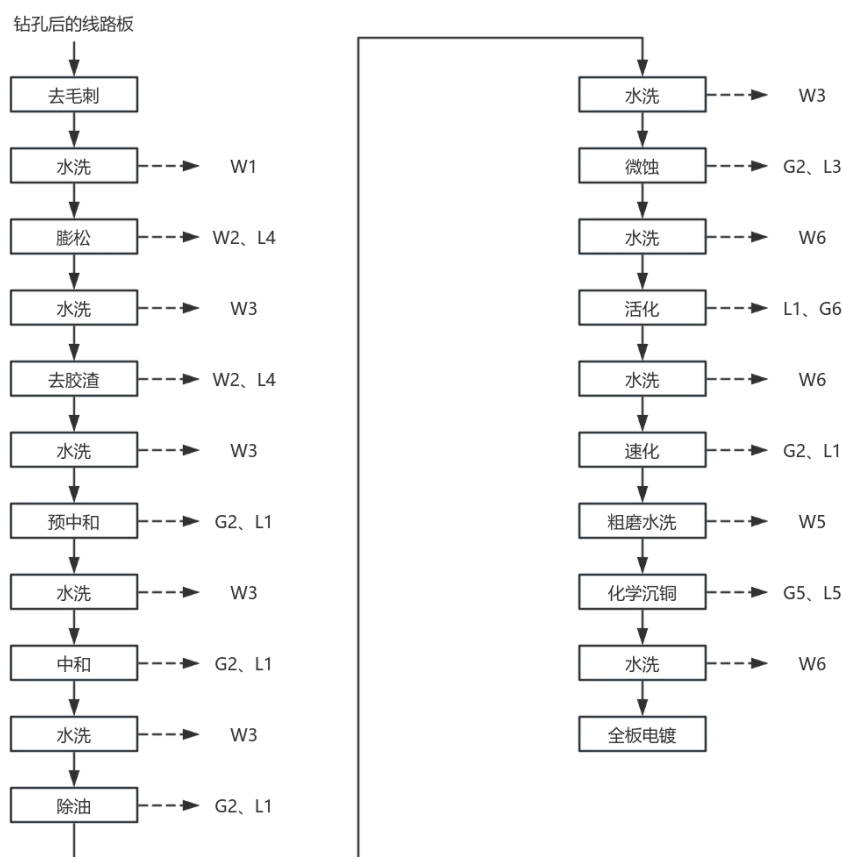 钻孔后的线路板
去毛刺
水洗 W1
膨松 W2、L4
水洗 W3
去胶渣 W2、L4
水洗 W3
预中和 G2、L1
水洗 W3
中和 G2、L1
水洗 W3
除油 G2、L1
水洗 W3
微蚀 G2、L3
水洗 W6
活化 L1、G6
水洗 W6
速化 G2、L1
粗磨水洗 W5
化学沉铜 G5、L5
水洗 W6
全板电镀